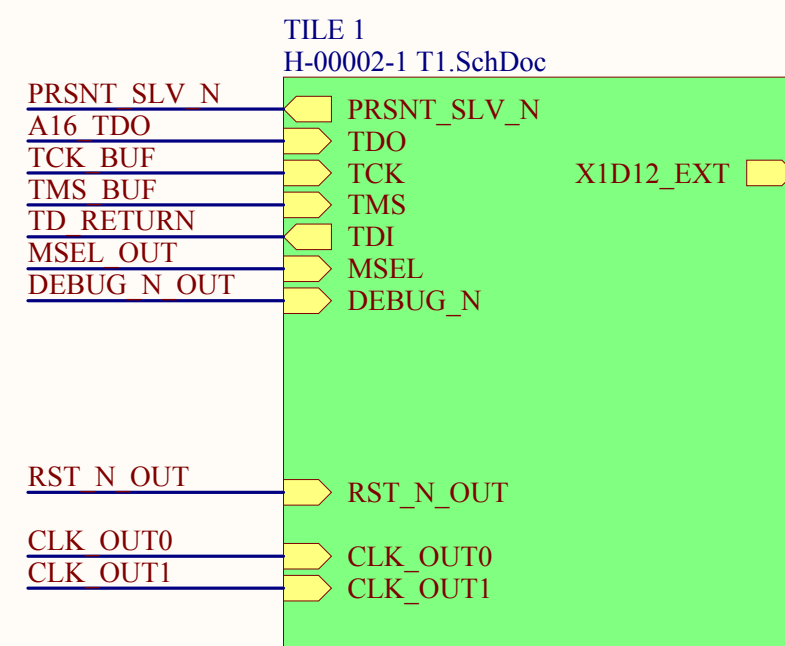 TILE 1
H-00002-1 T1.SchDoc
PRSNT_SLV_N
PRSNT_SLV_N
A16_TDO
TDO
TCK_BUF
TCK
X1D12_EXT
TMS_BUF
TMS
TD_RETURN
TDI
MSEL_OUT
MSEL
DEBUG_N_OUT
DEBUG_N
RST_N_OUT
RST_N_OUT
CLK_OUT0
CLK_OUT0
CLK_OUT1
CLK_OUT1